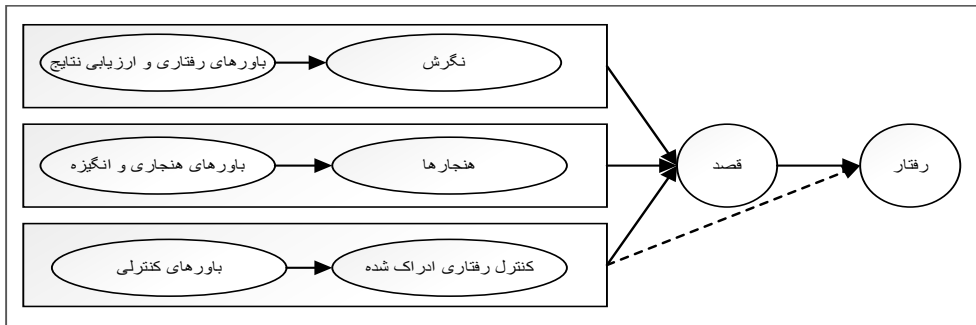 باورهای رفتاری و ارزیابی نتایج
نگرش
باورهای هنجاری و انگیزه
هنجارها
باورهای کنترلی
کنترل رفتاری ادراک شده
قصد
رفتار